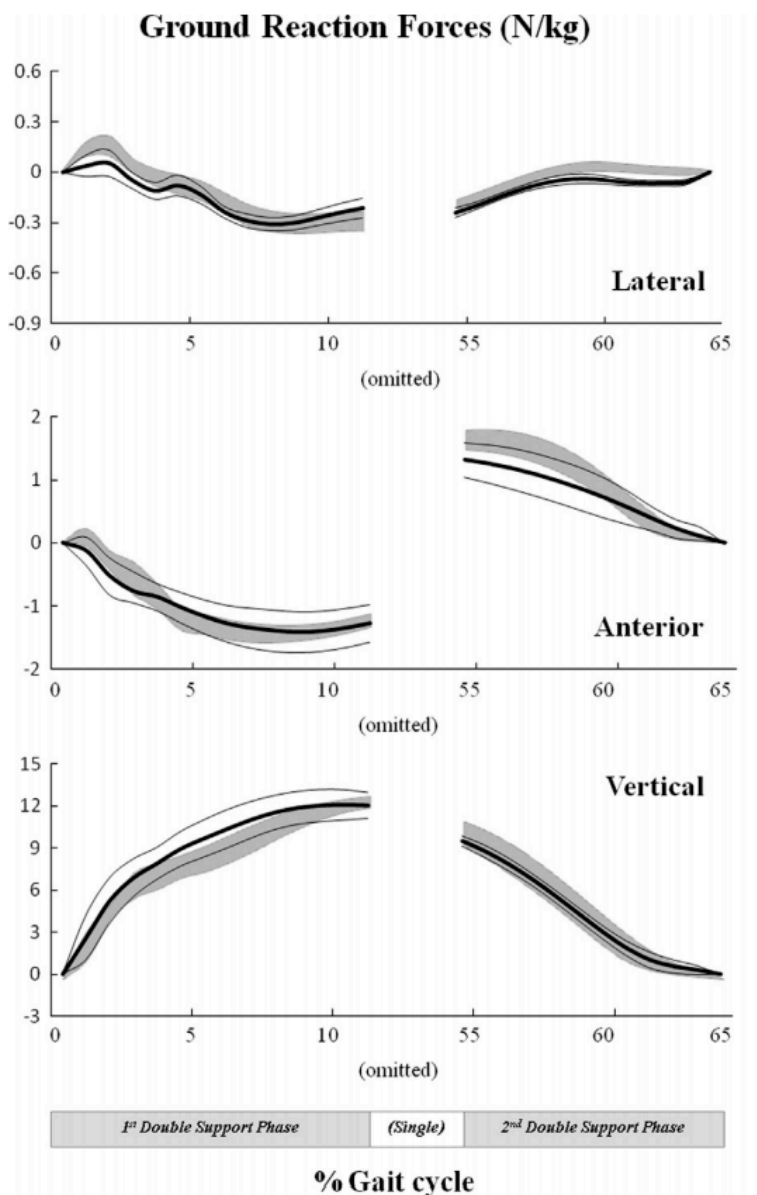 Ground Reaction Forces (N/kg)
0.6
0.3
0
-0.3
-0.6
-0.9
Lateral
0 5 10 55 60 65
(omitted)
2
1
0
-1
-2
Anterior
0 5 10 55 60 65
(omitted)
15
12
9
6
3
0
-3
Vertical
0 5 10 55 60 65
(omitted)
1st Double Support Phase (Single) 2nd Double Support Phase
% Gait cycle